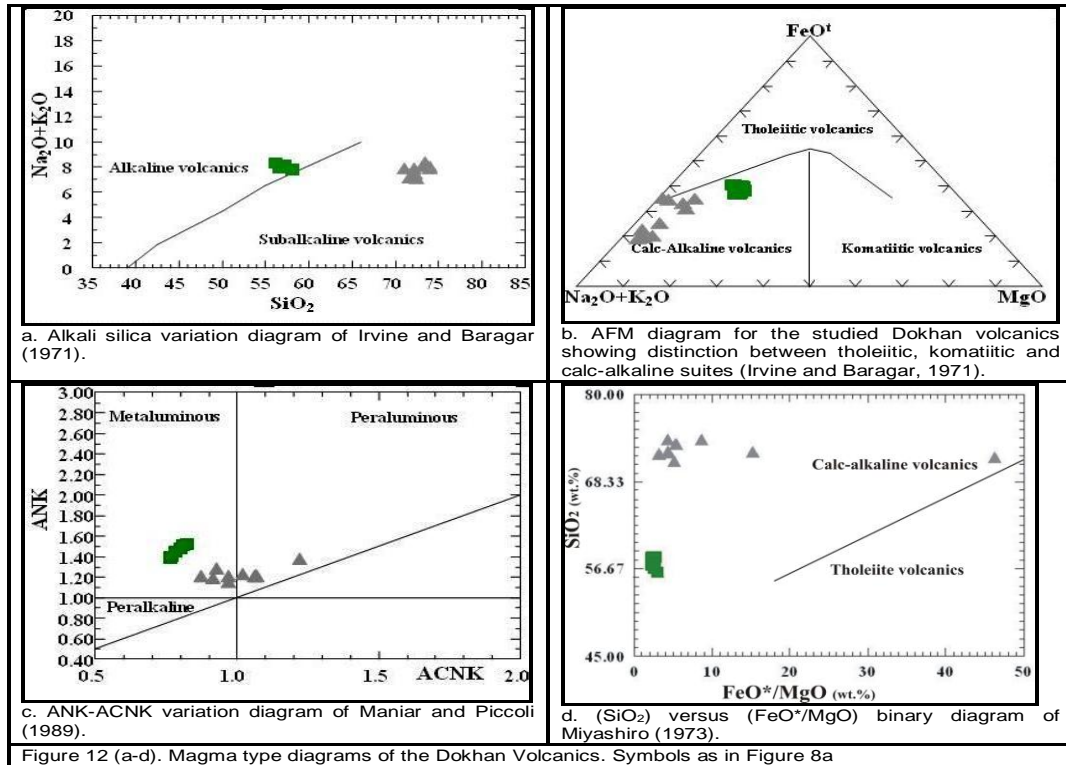 20
18
16
14
12
10
8
6
4
2
0
Na₂O+K₂O
Alkaline volcanics
Subalkaline volcanics
35 40 45 50 55 60 65 70 75 80 85
SiO₂
a. Alkali silica variation diagram of Irvine and Baragar
(1971).
FeOᵗ
Tholeiitic volcanics
Calc-Alkaline volcanics
Komatiitic volcanics
Na₂O+K₂O
MgO
b. AFM diagram for the studied Dokhan volcanics
showing distinction between tholeiitic, komatiitic and
calc-alkaline suites (Irvine and Baragar, 1971).
3.00
2.80
2.60
2.40
2.20
2.00
1.80
1.60
1.40
1.20
1.00
0.80
0.60
0.40
ANK
Metaluminous
Peraluminous
Peralkaline
0.5 1.0 2.0
ACNK
c. ANK-ACNK variation diagram of Maniar and Piccoli
(1989).
80.00
68.33
56.67
45.00
SiO₂ (wt.%)
Calc-alkaline volcanics
Tholeiite volcanics
0 10 20 30 40 50
FeO*/MgO (wt.%)
d. (SiO₂) versus (FeO*/MgO) binary diagram of
Miyashiro (1973).
Figure 12 (a-d). Magma type diagrams of the Dokhan Volcanics. Symbols as in Figure 8a